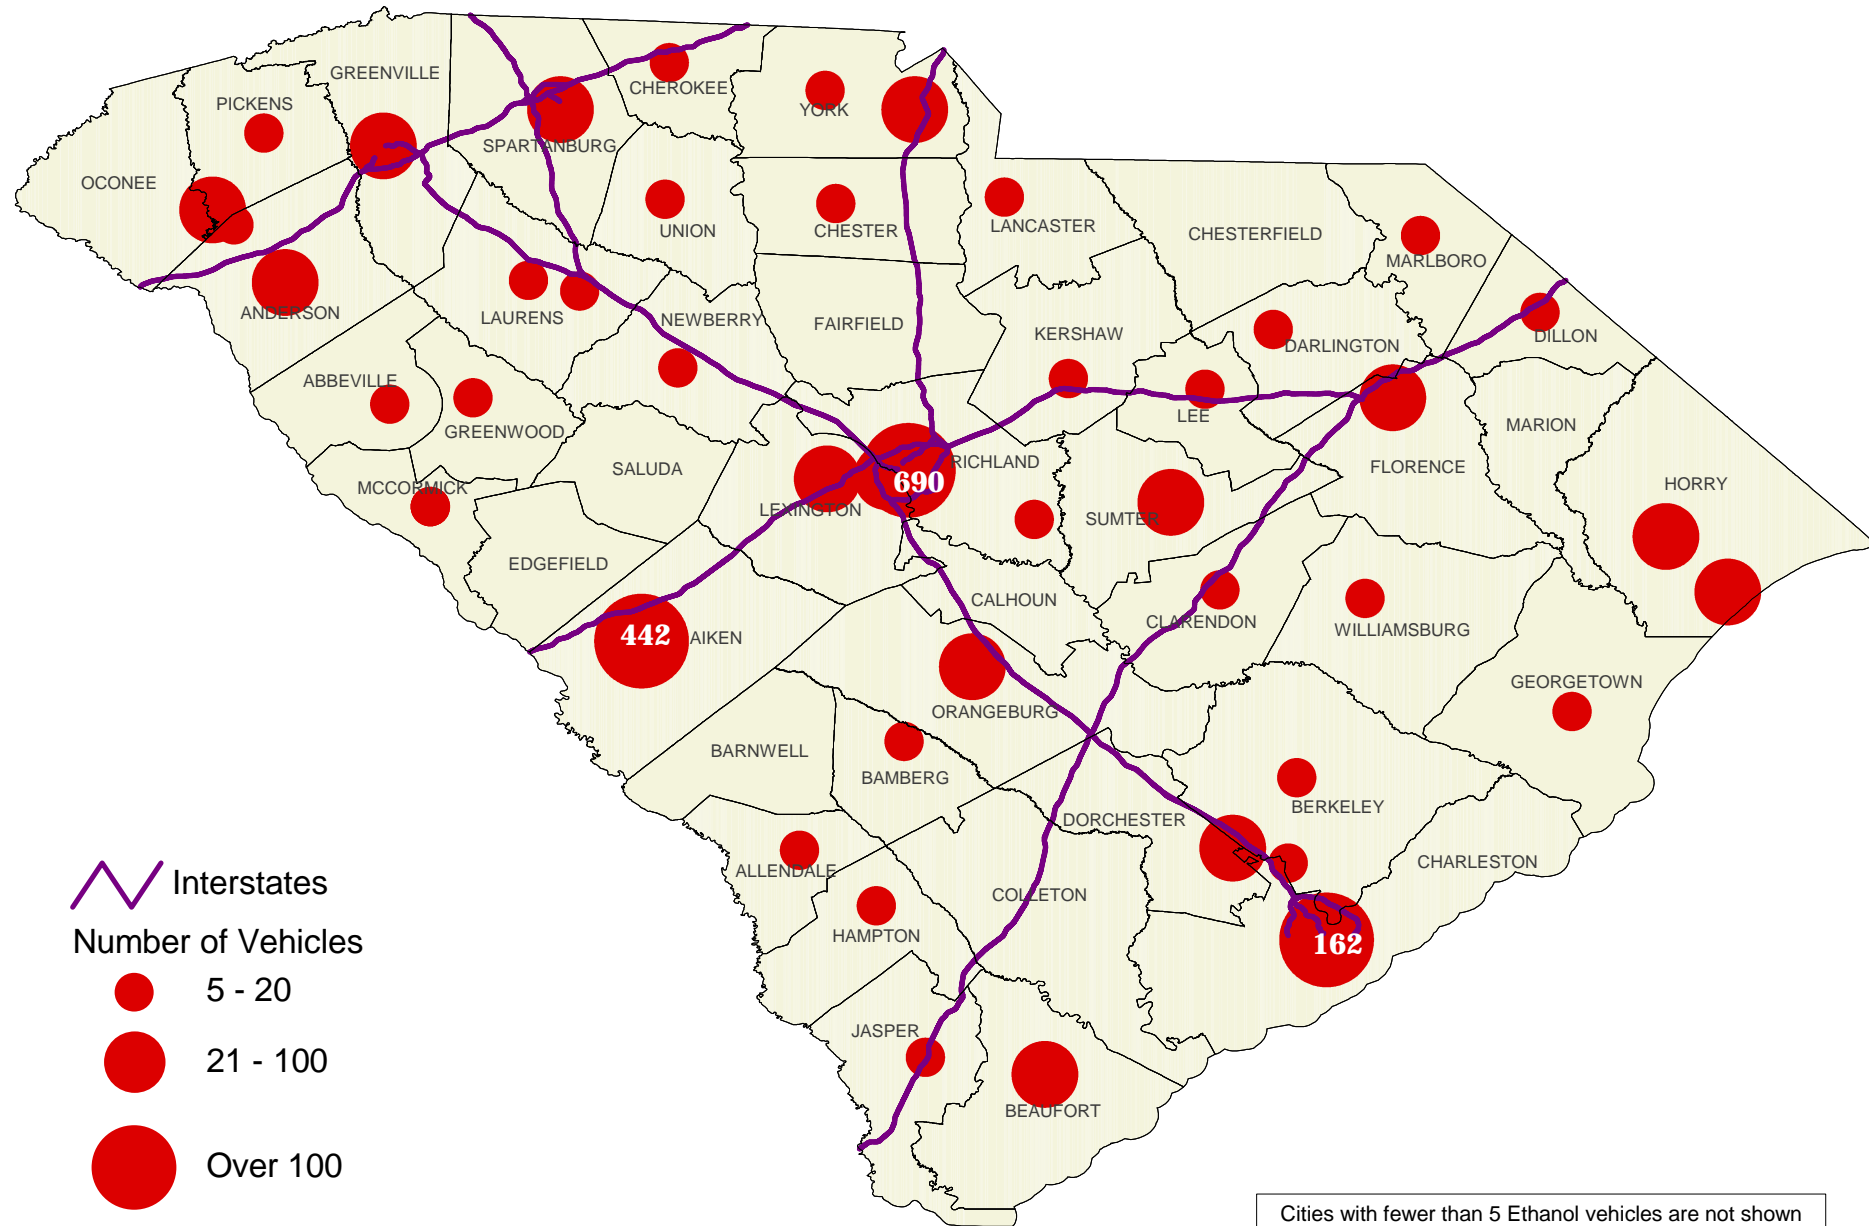 GREENVILLE
CHEROKEE
PICKENS
YORK
SPARTANBURG
OCONEE
UNION
CHESTER
LANCASTER
CHESTERFIELD
MARLBORO
ANDERSON
LAURENS
NEWBERRY
FAIRFIELD
KERSHAW
DARLINGTON
DILLON
ABBEVILLE
GREENWOOD
LEE
MARION
SALUDA
RICHLAND
FLORENCE
MCCORMICK
690
HORRY
LEXINGTON
SUMTER
EDGEFIELD
CALHOUN
CLARENDON
WILLIAMSBURG
442
AIKEN
GEORGETOWN
ORANGEBURG
BARNWELL
BAMBERG
BERKELEY
DORCHESTER
CHARLESTON
ALLENDALE
COLLETON
HAMPTON
162
JASPER
BEAUFORT
Interstates
Number of Vehicles
5 - 20
21 - 100
Over 100
Cities with fewer than 5 Ethanol vehicles are not shown